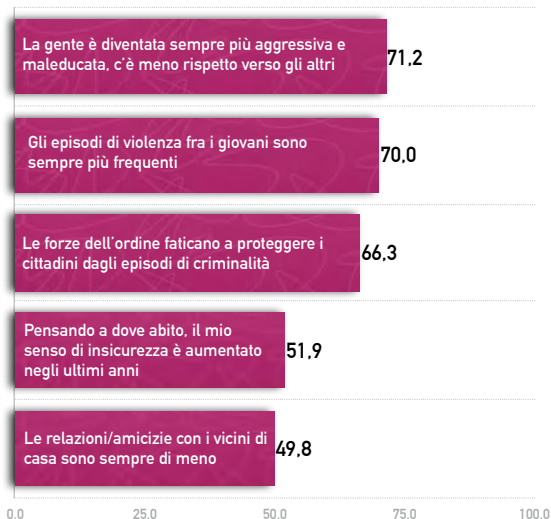 La gente è diventata sempre più aggressiva e
maleducata, c'è meno rispetto verso gli altri
71,2
Gli episodi di violenza fra i giovani sono
sempre più frequenti
70,0
Le forze dell'ordine faticano a proteggere i
cittadini dagli episodi di criminalità
66,3
Pensando a dove abito, il mio
senso di insicurezza è aumentato
negli ultimi anni
51,9
Le relazioni/amicizie con i vicini di
casa sono sempre di meno
49,8
0.0 25.0 50.0 75.0 100.0